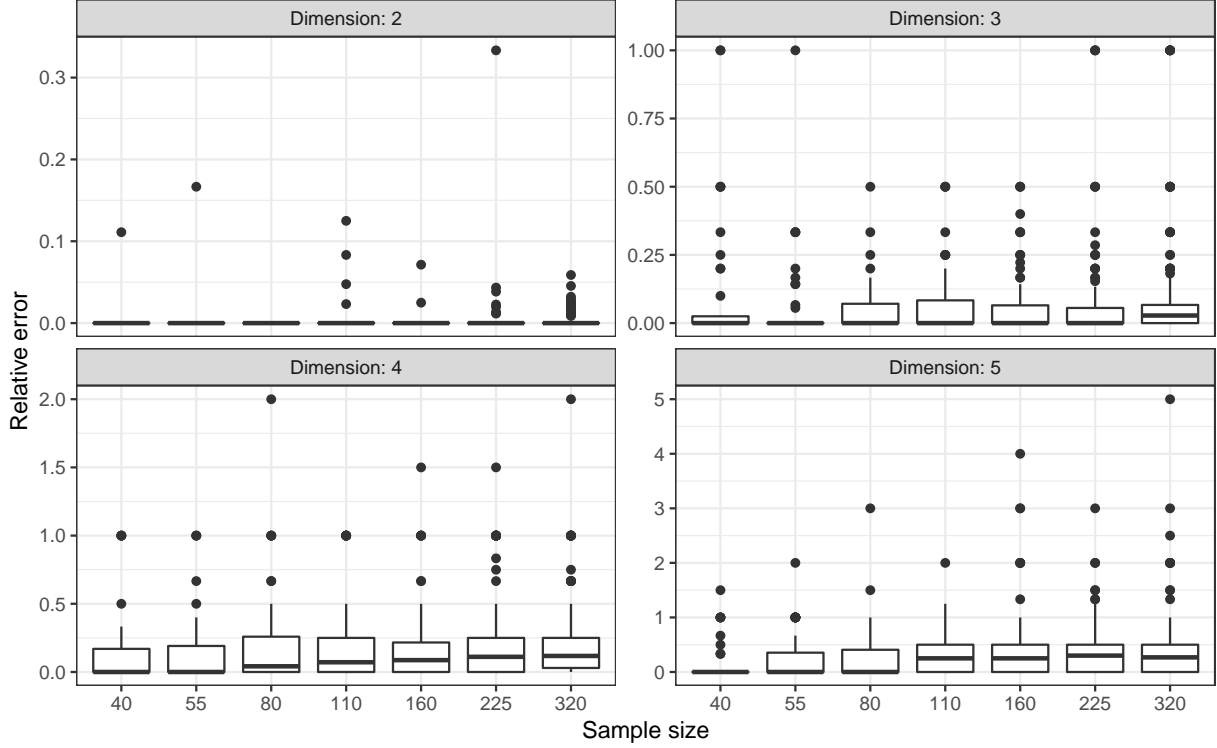 Dimension: 2
Dimension: 3
0.3
0.2
0.1
0.0
1.00
0.75
0.50
0.25
0.00
Dimension: 4
Dimension: 5
2.0
1.5
1.0
0.5
0.0
5
4
3
2
1
0
40 55 80 110 160 225 320
40 55 80 110 160 225 320
Relative error
Sample size